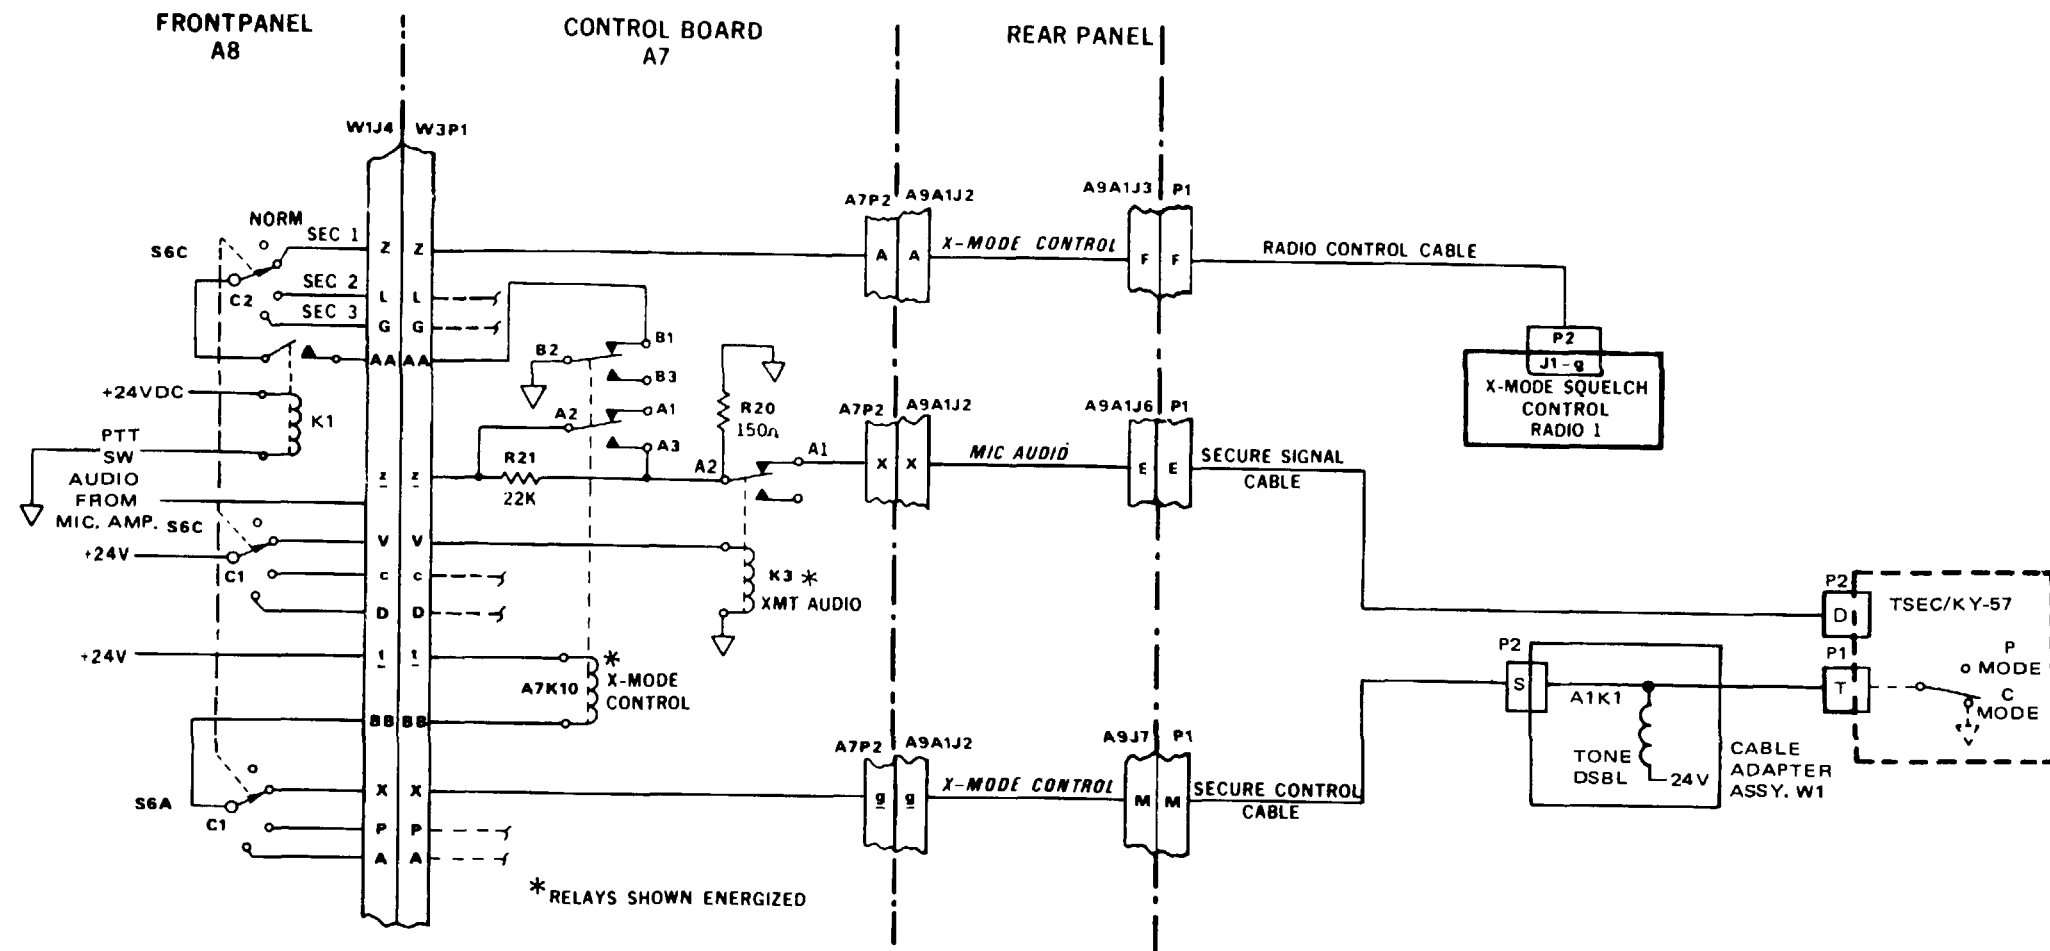 FRONTPANEL
A8
CONTROL BOARD
A7
REAR PANEL
W1J4 W3P1
NORM
S6C
SEC 1
Z Z
C2
SEC 2
L L
SEC 3
G G
AA AA
+24VDC
K1
PTT
SW
AUDIO
FROM
MIC. AMP.
z z
S6C
+24V
C1
V V
c c
D D
+24V
t t
BB BB
S6A
C1
X X
P P
A A
B2
B1
B3
A2
A1
A3
R21
22K
R20
150Ω
A2
A1
K3 *
XMT AUDIO
*
A7K10
X-MODE
CONTROL
*RELAYS SHOWN ENERGIZED
A7P2 A9A1J2
A A
X-MODE CONTROL
A9A1J3 P1
F F
RADIO CONTROL CABLE
P2
J1-g
X-MODE SQUELCH
CONTROL
RADIO 1
A7P2 A9A1J2
X X
MIC AUDIO
A9A1J6 P1
E E
SECURE SIGNAL
CABLE
A7P2 A9A1J2
g g
X-MODE CONTROL
A9J7 P1
M M
SECURE CONTROL
CABLE
P2
S
A1K1
TONE
DSBL
24V
CABLE
ADAPTER
ASSY. W1
P2
D
TSEC/KY-57
P1
T
P
MODE
C
MODE